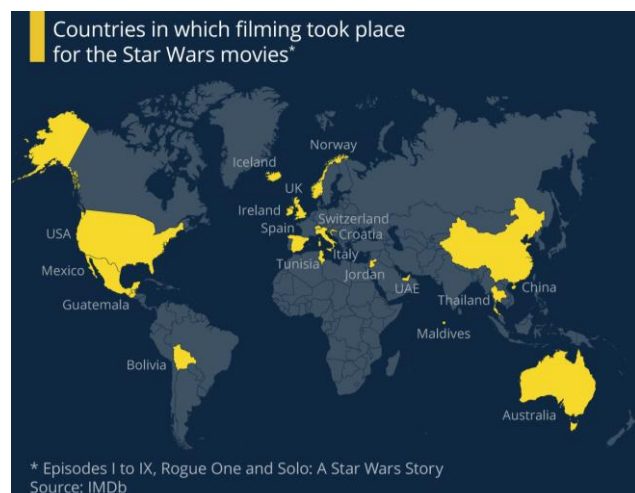 Countries in which filming took place
for the Star Wars movies*
Norway
Iceland
UK
Ireland
Switzerland
Spain
Croatia
USA
Italy
Tunisia
Mexico
Jordan
UAE
China
Guatemala
Thailand
Maldives
Bolivia
Australia
* Episodes I to IX, Rogue One and Solo: A Star Wars Story
Source: IMDb